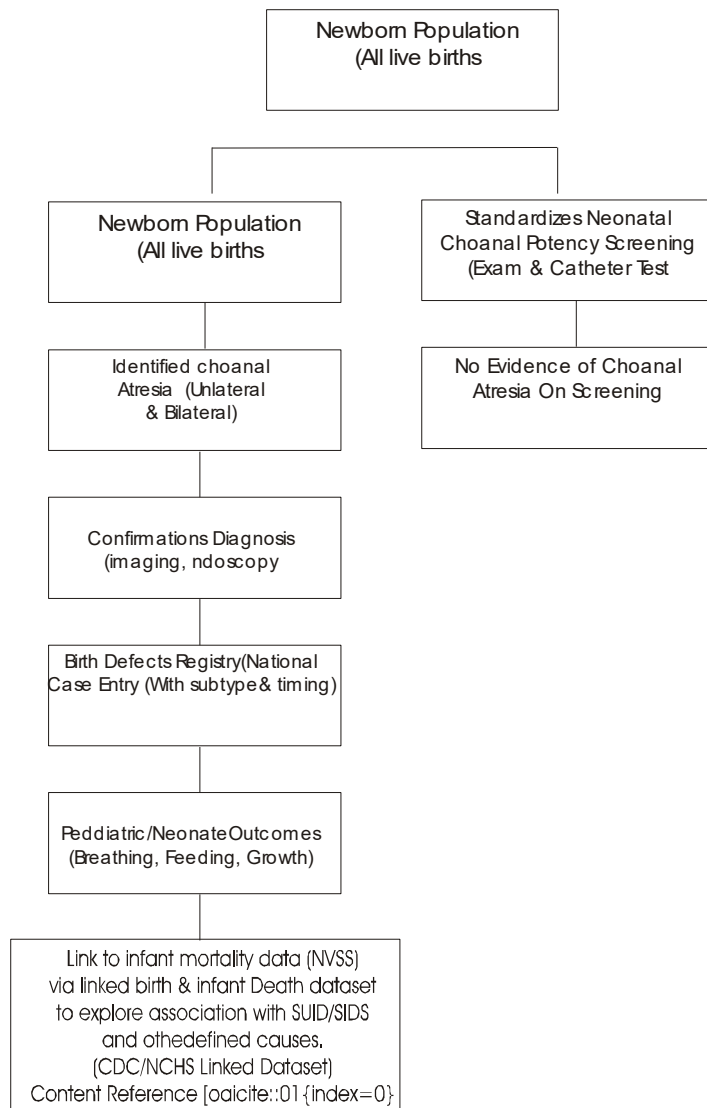 Newborn Population
(All live births
Newborn Population
(All live births
Standardizes Neonatal
Choanal Potency Screening
(Exam & Catheter Test
Identified choanal
Atresia (Unlateral
& Bilateral)
No Evidence of Choanal
Atresia On Screening
Confirmations Diagnosis
(imaging, ndoscopy
Birth Defects Registry(National
Case Entry (With subtype & timing)
Peddiatric/Neonate Outcomes
(Breathing, Feeding, Growth)
Link to infant mortality data (NVSS)
via linked birth & infant Death dataset
to explore association with SUID/SIDS
and othedefined causes.
(CDC/NCHS Linked Dataset)
Content Reference [oaicite::01{index=0}